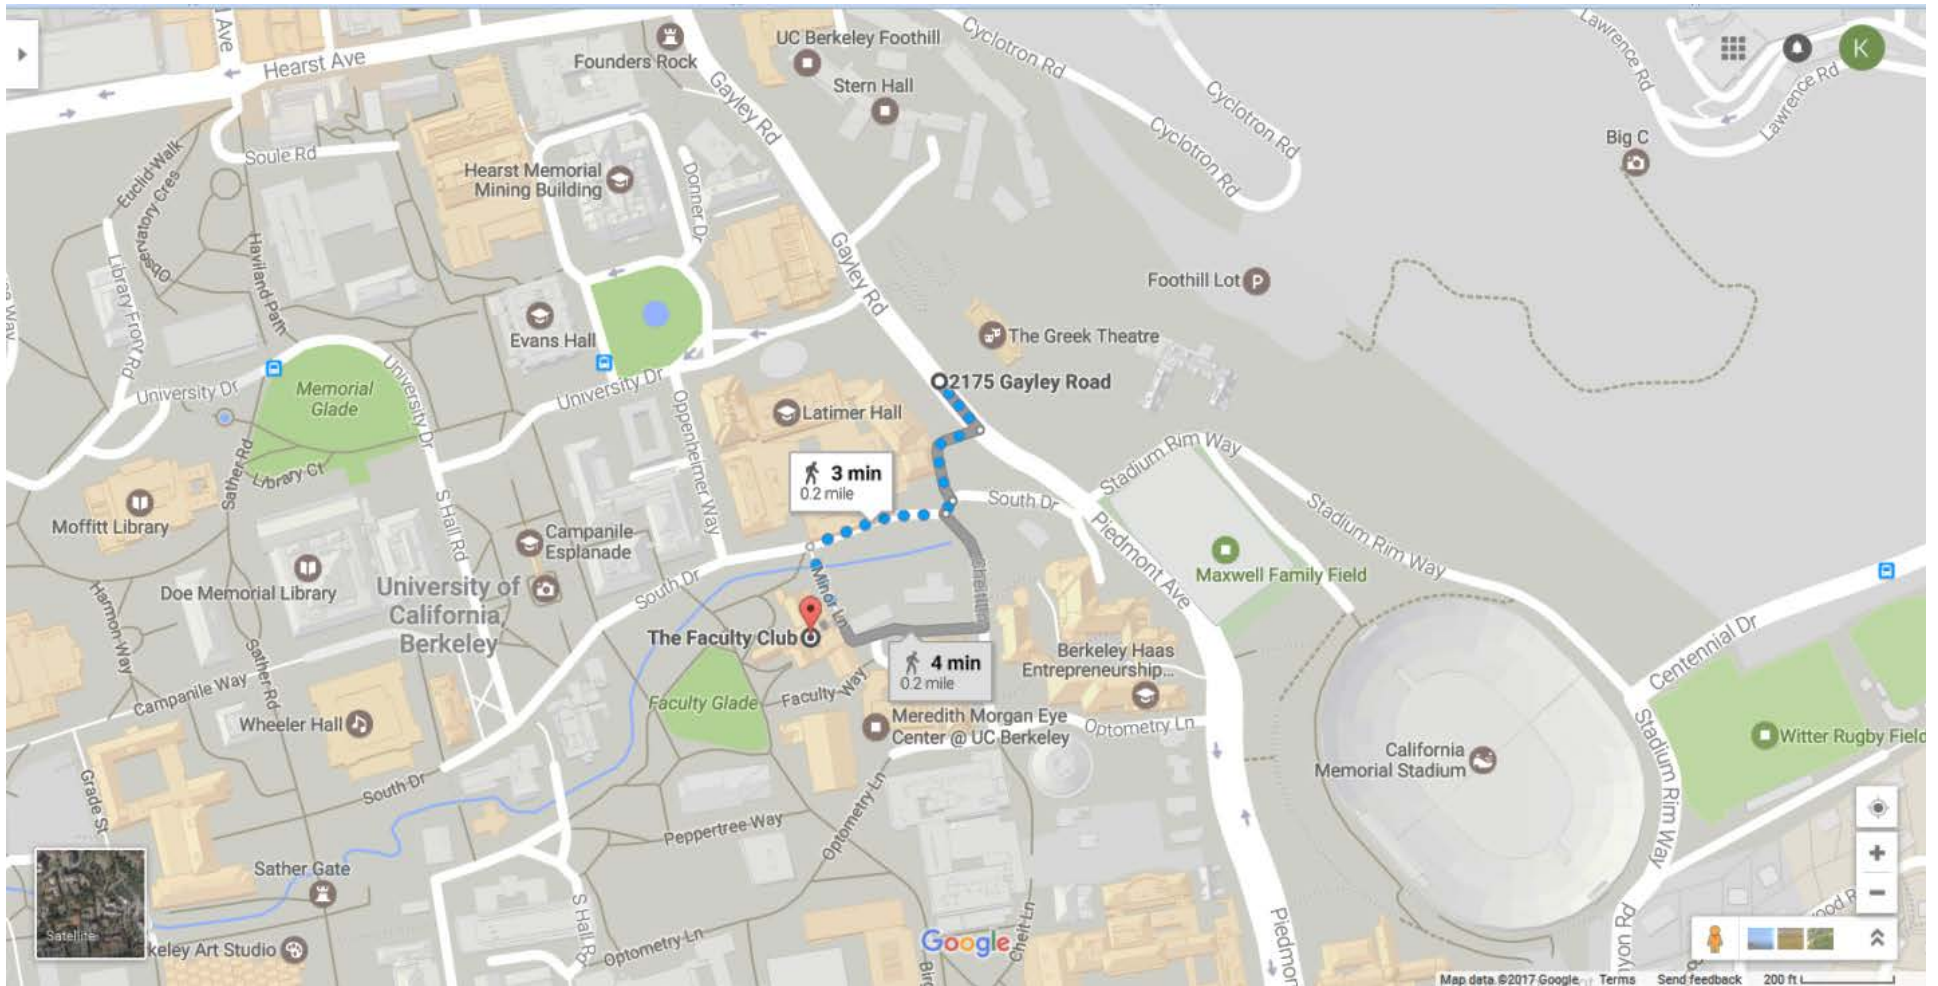 Hearst Ave
Founders Rock
UC Berkeley Foothill
Stern Hall
Cyclotron Rd
Cyclotron Rd
Cyclotron Rd
Lawrence Rd
Lawrence Rd
K
Big C
Gayley Rd
Soule Rd
Euclid Walk
Observatory Cres
Hearst Memorial
Mining Building
Donner Dr
Haviland Path
Library Front Rd
Gayley Rd
Foothill Lot
P
Evans Hall
The Greek Theatre
University Dr
Memorial
Glade
University Dr
University Dr
2175 Gayley Road
Oppenheimer Way
Latimer Hall
Sather Rd
Library Ct
3 min
0.2 mile
Stadium Rim Way
South Dr
Moffitt Library
S Hall Rd
Campanile
Esplanade
Stadium Rim Way
Piedmont Ave
Maxwell Family Field
Doe Memorial Library
University of
California,
Berkeley
South Dr
Minor Ln
Harmon Way
The Faculty Club
Sather Rd
4 min
0.2 mile
Berkeley Haas
Entrepreneurship...
Centennial Dr
Campanile Way
Faculty Glade
Faculty Way
Wheeler Hall
Meredith Morgan Eye
Center @ UC Berkeley
Optometry Ln
California
Memorial Stadium
Witter Rugby Field
Stadium Rim Way
South Dr
Grade St
Peppertree Way
Optometry Ln
Sather Gate
Satellite
keley Art Studio
S Hall Rd
Optometry Ln
Google
Piedmon
Map data ©2017 Google
Terms
Send feedback
200 ft